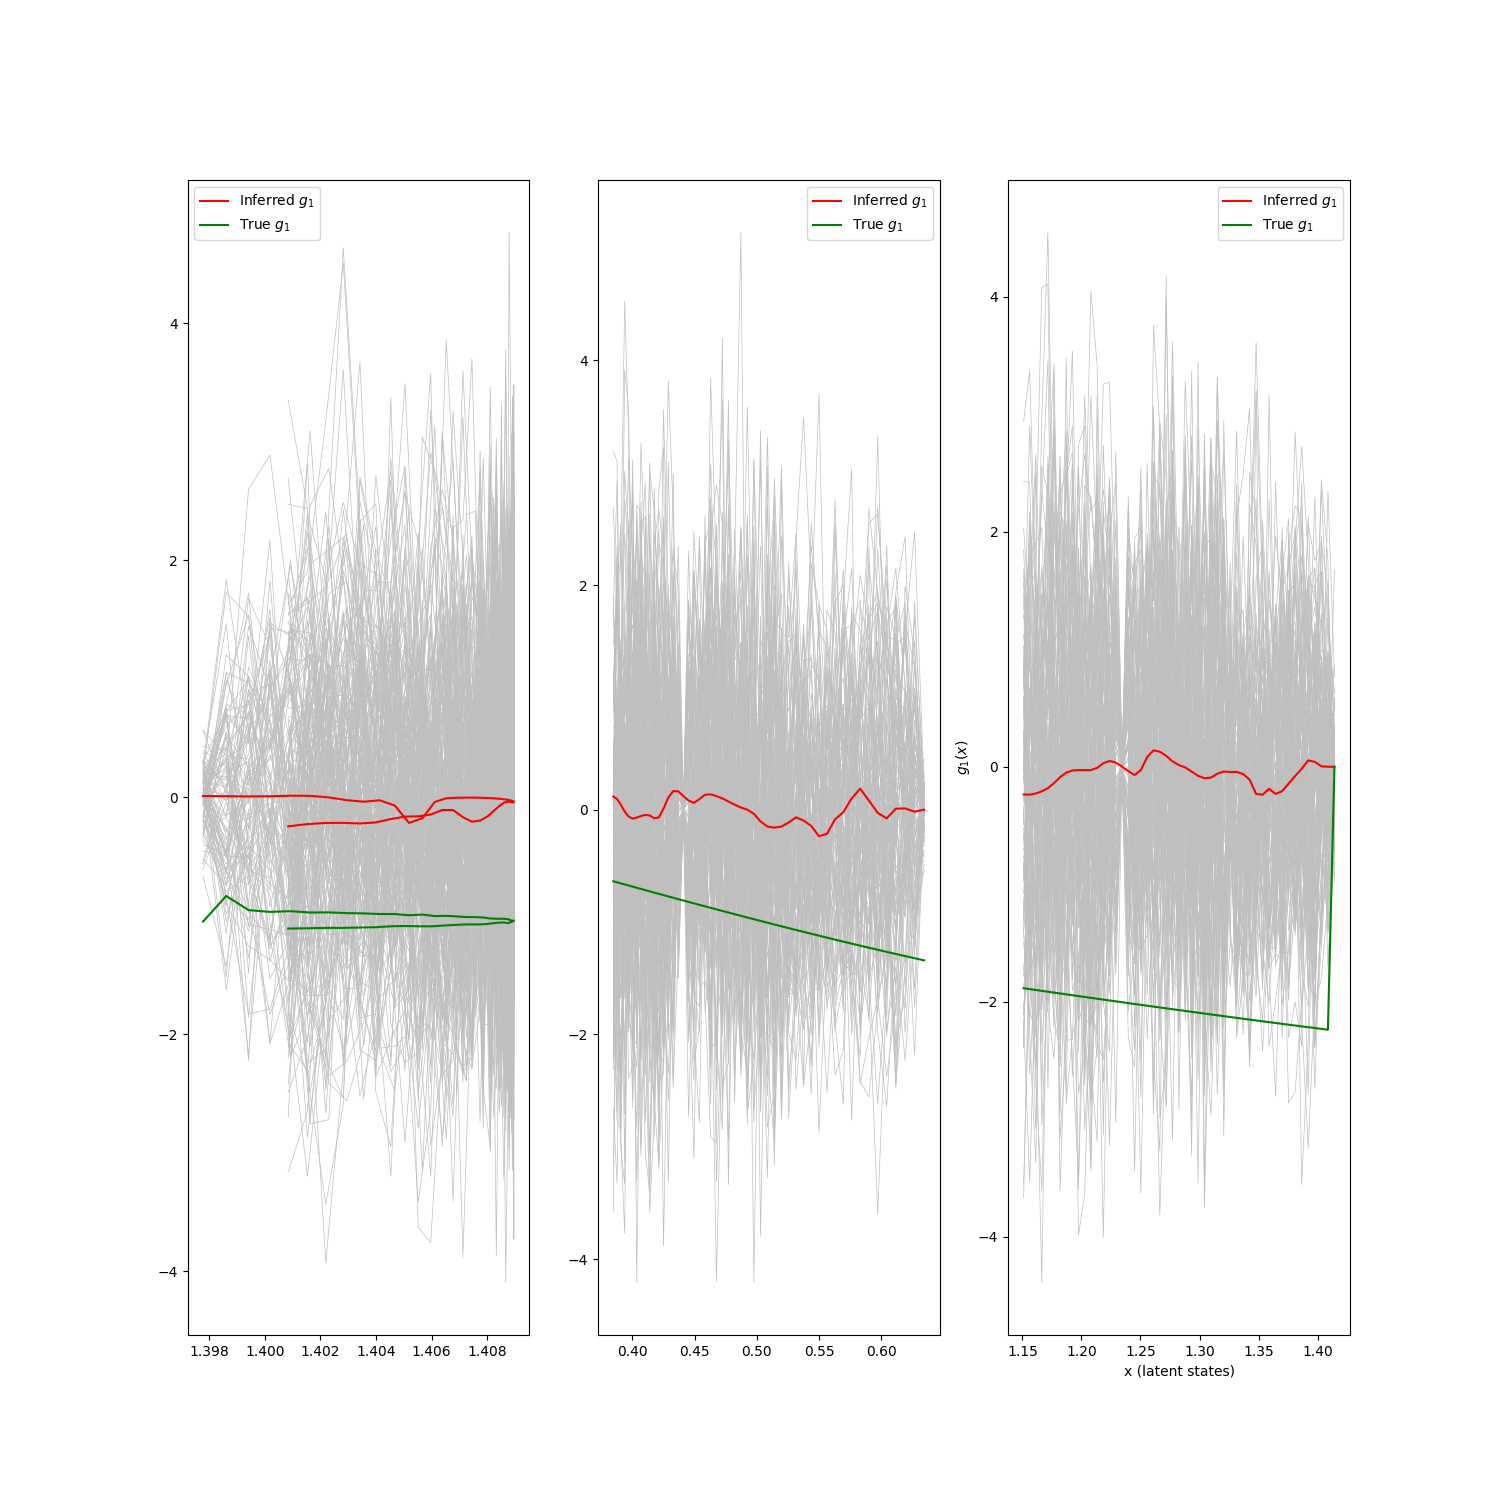 Inferred g₁
True g₁
4
2
0
−2
−4
1.398 1.400 1.402 1.404 1.406 1.408
Inferred g₁
True g₁
4
2
0
−2
−4
0.40 0.45 0.50 0.55 0.60
Inferred g₁
True g₁
g₁(x)
4
2
0
−2
−4
1.15 1.20 1.25 1.30 1.35 1.40
x (latent states)